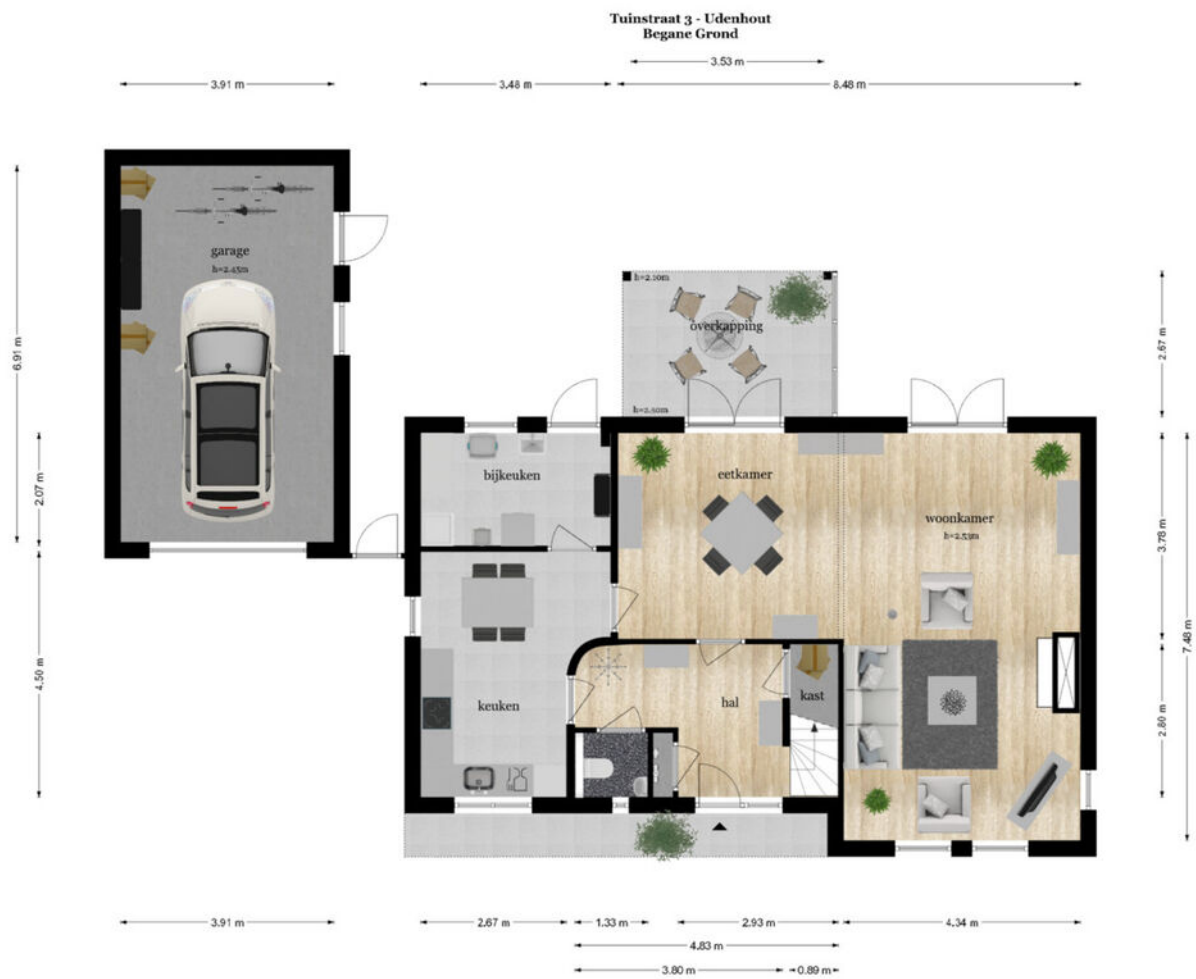 Tuinstraat 3 - Udenhout
Begane Grond
3.53 m
3.91 m
3.48 m
8.48 m
garage
h=2.45m
6.91 m
h=2.10m
overkapping
h=2.20m
2.67 m
2.07 m
bijkeuken
eetkamer
woonkamer
h=2.53m
3.78 m
7.48 m
4.50 m
keuken
hal
kast
2.80 m
3.91 m
2.67 m
1.33 m
2.93 m
4.34 m
4.83 m
3.80 m
0.89 m